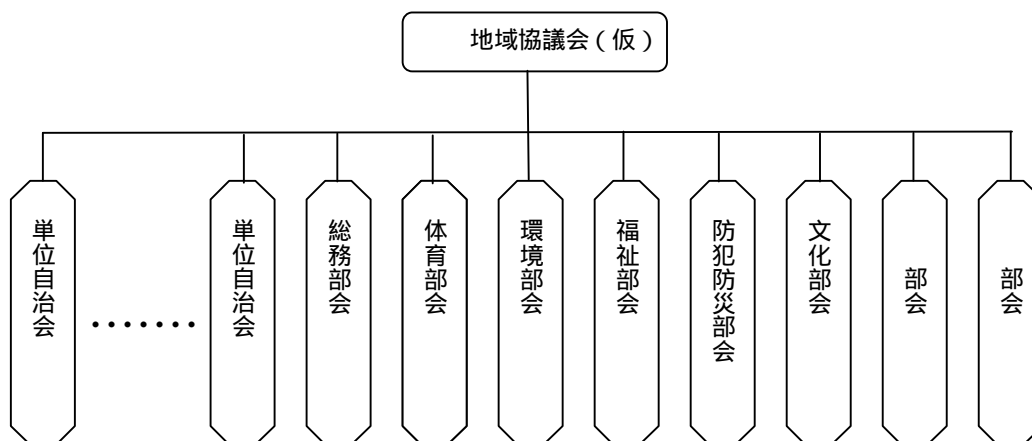 地域協議会(仮)
単位自治会
・・・・・・・
単位自治会
総務部会
体育部会
環境部会
福祉部会
防犯防災部会
文化部会
部会
部会